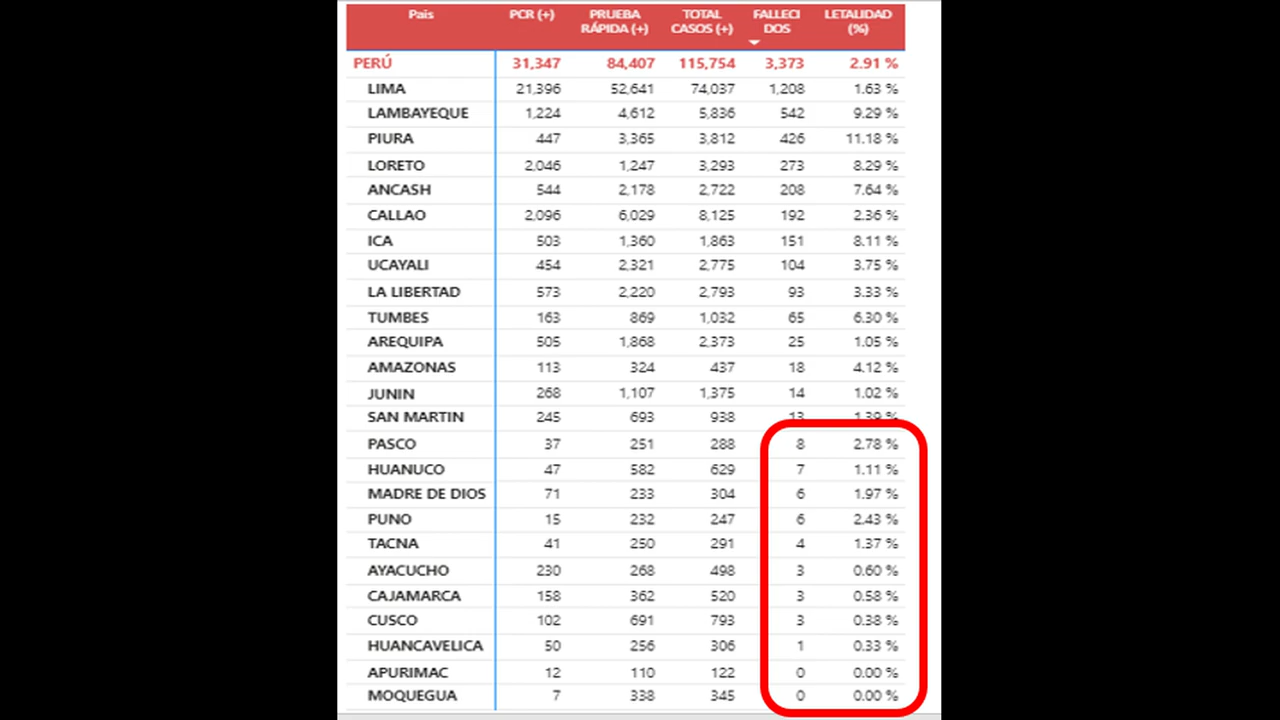 País PCR (+) PRUEBA RÁPIDA (+) TOTAL CASOS (+) FALLECIDOS LETALIDAD (%)
PERÚ 31,347 84,407 115,754 3,373 2.91 %
LIMA 21,396 52,641 74,037 1,208 1.63 %
LAMBAYEQUE 1,224 4,612 5,836 542 9.29 %
PIURA 447 3,365 3,812 426 11.18 %
LORETO 2,046 1,247 3,293 273 8.29 %
ANCASH 544 2,178 2,722 208 7.64 %
CALLAO 2,096 6,029 8,125 192 2.36 %
ICA 503 1,360 1,863 151 8.11 %
UCAYALI 454 2,321 2,775 104 3.75 %
LA LIBERTAD 573 2,220 2,793 93 3.33 %
TUMBES 163 869 1,032 65 6.30 %
AREQUIPA 505 1,868 2,373 25 1.05 %
AMAZONAS 113 324 437 18 4.12 %
JUNIN 268 1,107 1,375 14 1.02 %
SAN MARTIN 245 693 938 13 1.39 %
PASCO 37 251 288 8 2.78 %
HUANUCO 47 582 629 7 1.11 %
MADRE DE DIOS 71 233 304 6 1.97 %
PUNO 15 232 247 6 2.43 %
TACNA 41 250 291 4 1.37 %
AYACUCHO 230 268 498 3 0.60 %
CAJAMARCA 158 362 520 3 0.58 %
CUSCO 102 691 793 3 0.38 %
HUANCAVELICA 50 256 306 1 0.33 %
APURIMAC 12 110 122 0 0.00 %
MOQUEGUA 7 338 345 0 0.00 %